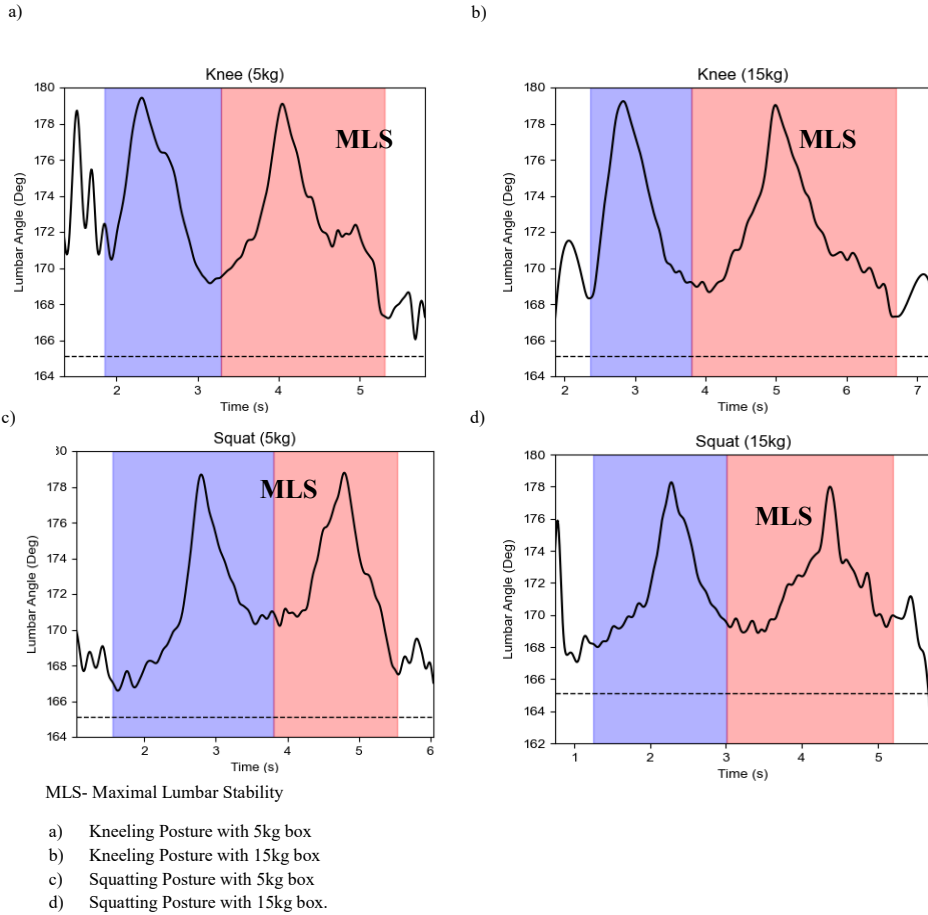 a)
b)
Knee (5kg)
180
178
176
174
172
170
168
166
164
Lumbar Angle (Deg)
MLS
2
3
4
5
Time (s)
Knee (15kg)
180
178
176
174
172
170
168
166
164
Lumbar Angle (Deg)
MLS
2
3
4
5
6
7
Time (s)
c)
d)
Squat (5kg)
80
178
176
174
172
170
168
166
164
Lumbar Angle (Deg)
MLS
2
3
4
5
6
Time (s)
Squat (15kg)
180
178
176
174
172
170
168
166
164
162
Lumbar Angle (Deg)
MLS
1
2
3
4
5
Time (s)
MLS- Maximal Lumbar Stability
a) Kneeling Posture with 5kg box
b) Kneeling Posture with 15kg box
c) Squatting Posture with 5kg box
d) Squatting Posture with 15kg box.